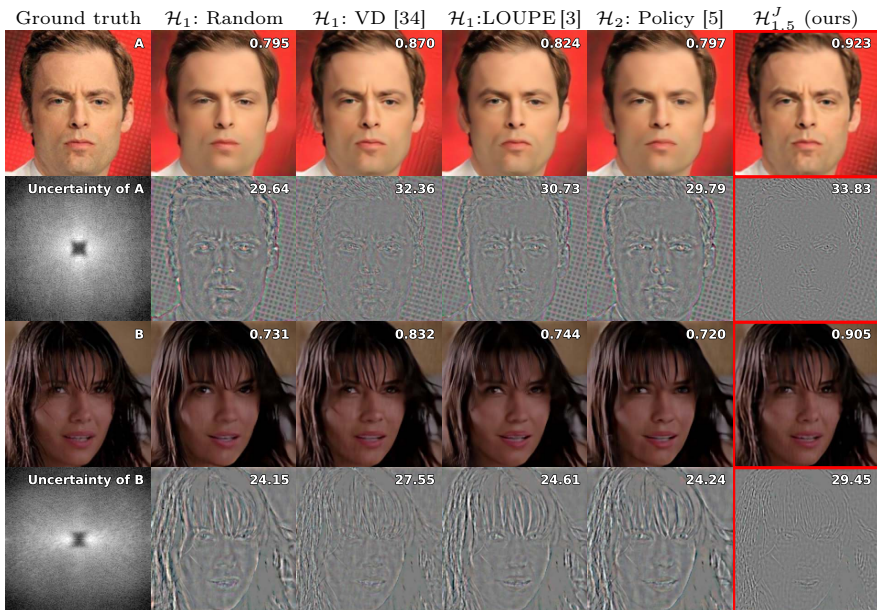 Ground truth H₁: Random H₁: VD [34] H₁:LOUPE [3] H₂: Policy [5] Hᴶ₁.₅ (ours)
A 0.795 0.870 0.824 0.797 0.923
Uncertainty of A 29.64 32.36 30.73 29.79 33.83
B 0.731 0.832 0.744 0.720 0.905
Uncertainty of B 24.15 27.55 24.61 24.24 29.45